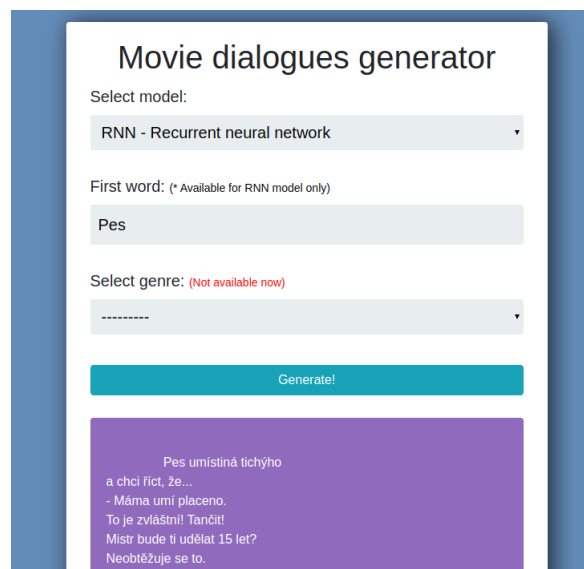 Movie dialogues generator
Select model:
RNN - Recurrent neural network
First word: (* Available for RNN model only)
Pes
Select genre: (Not available now)
---------
Generate!
Pes umístiná tichýho
a chci říct, že...
- Máma umí placeno.
To je zvláštní! Tančit!
Mistr bude ti udělat 15 let?
Neobtěžuje se to.